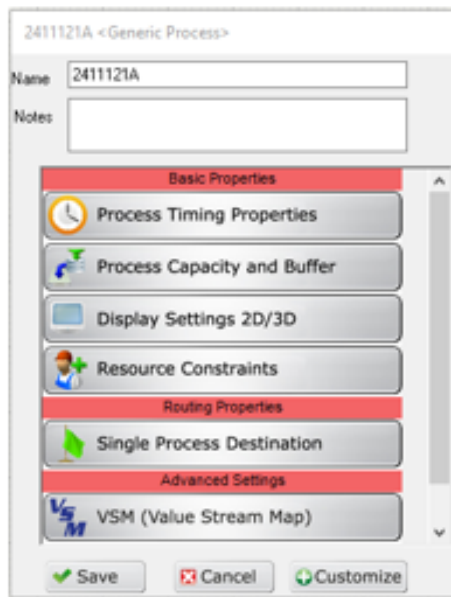 2411121A <Generic Process>
Name 2411121A
Notes
Basic Properties
Process Timing Properties
Process Capacity and Buffer
Display Settings 2D/3D
Resource Constraints
Routing Properties
Single Process Destination
Advanced Settings
VSM VSM (Value Stream Map)
Save Cancel Customize